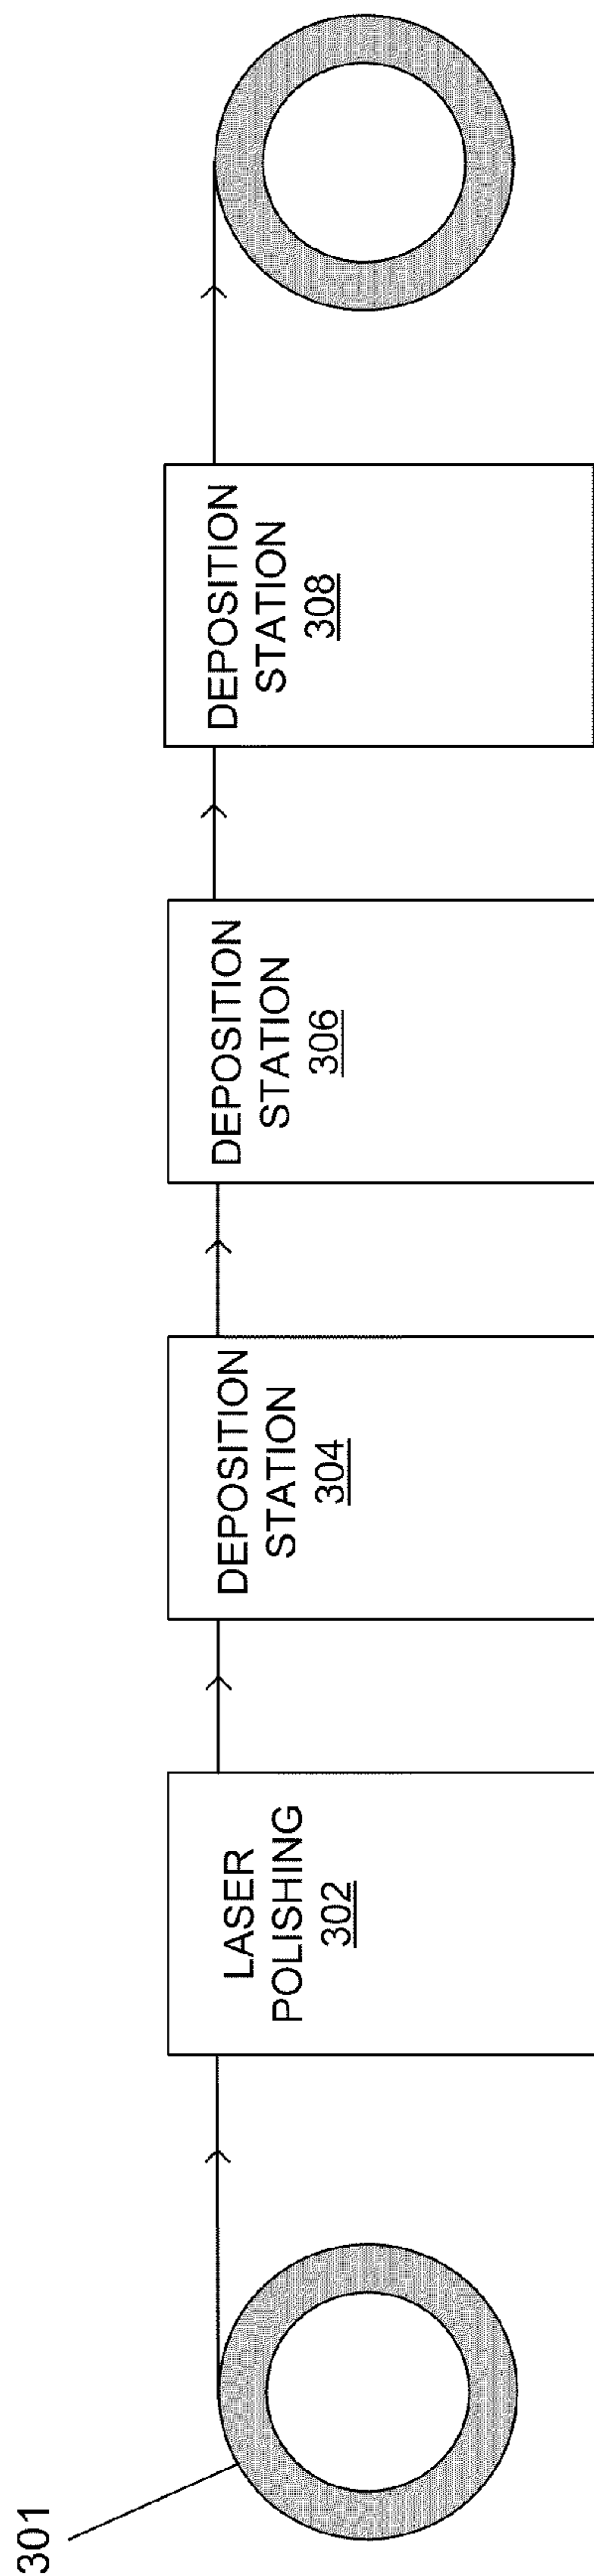 301
LASER
POLISHING
302
DEPOSITION
STATION
304
DEPOSITION
STATION
306
DEPOSITION
STATION
308